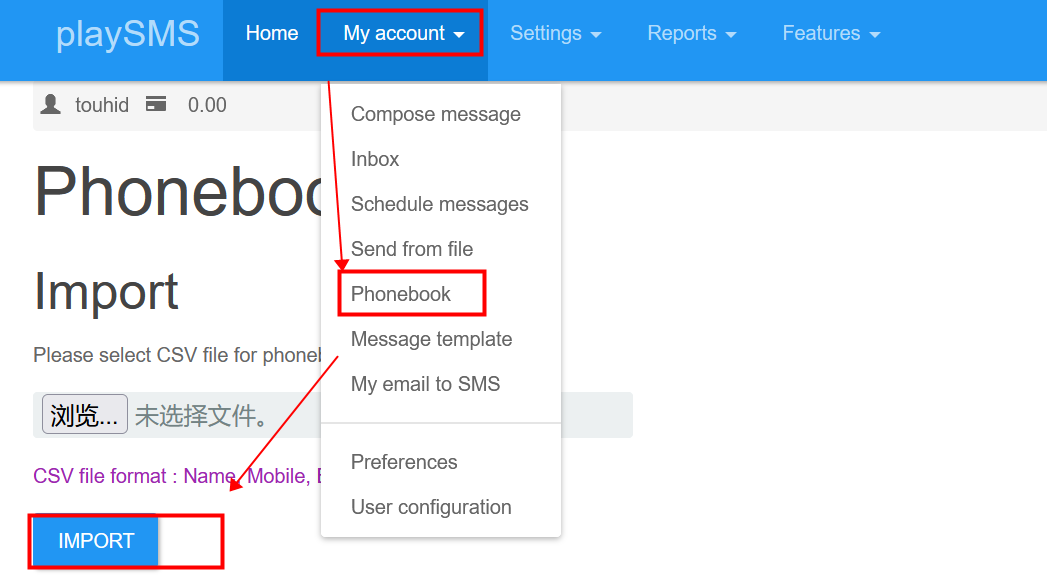 playSMS Home My account Settings Reports Features
touhid 0.00
Compose message
Inbox
Phoneboo
Schedule messages
Send from file
Import
Phonebook
Message template
Please select CSV file for phoneb
My email to SMS
浏览... 未选择文件。
Preferences
CSV file format : Name, Mobile,
User configuration
IMPORT